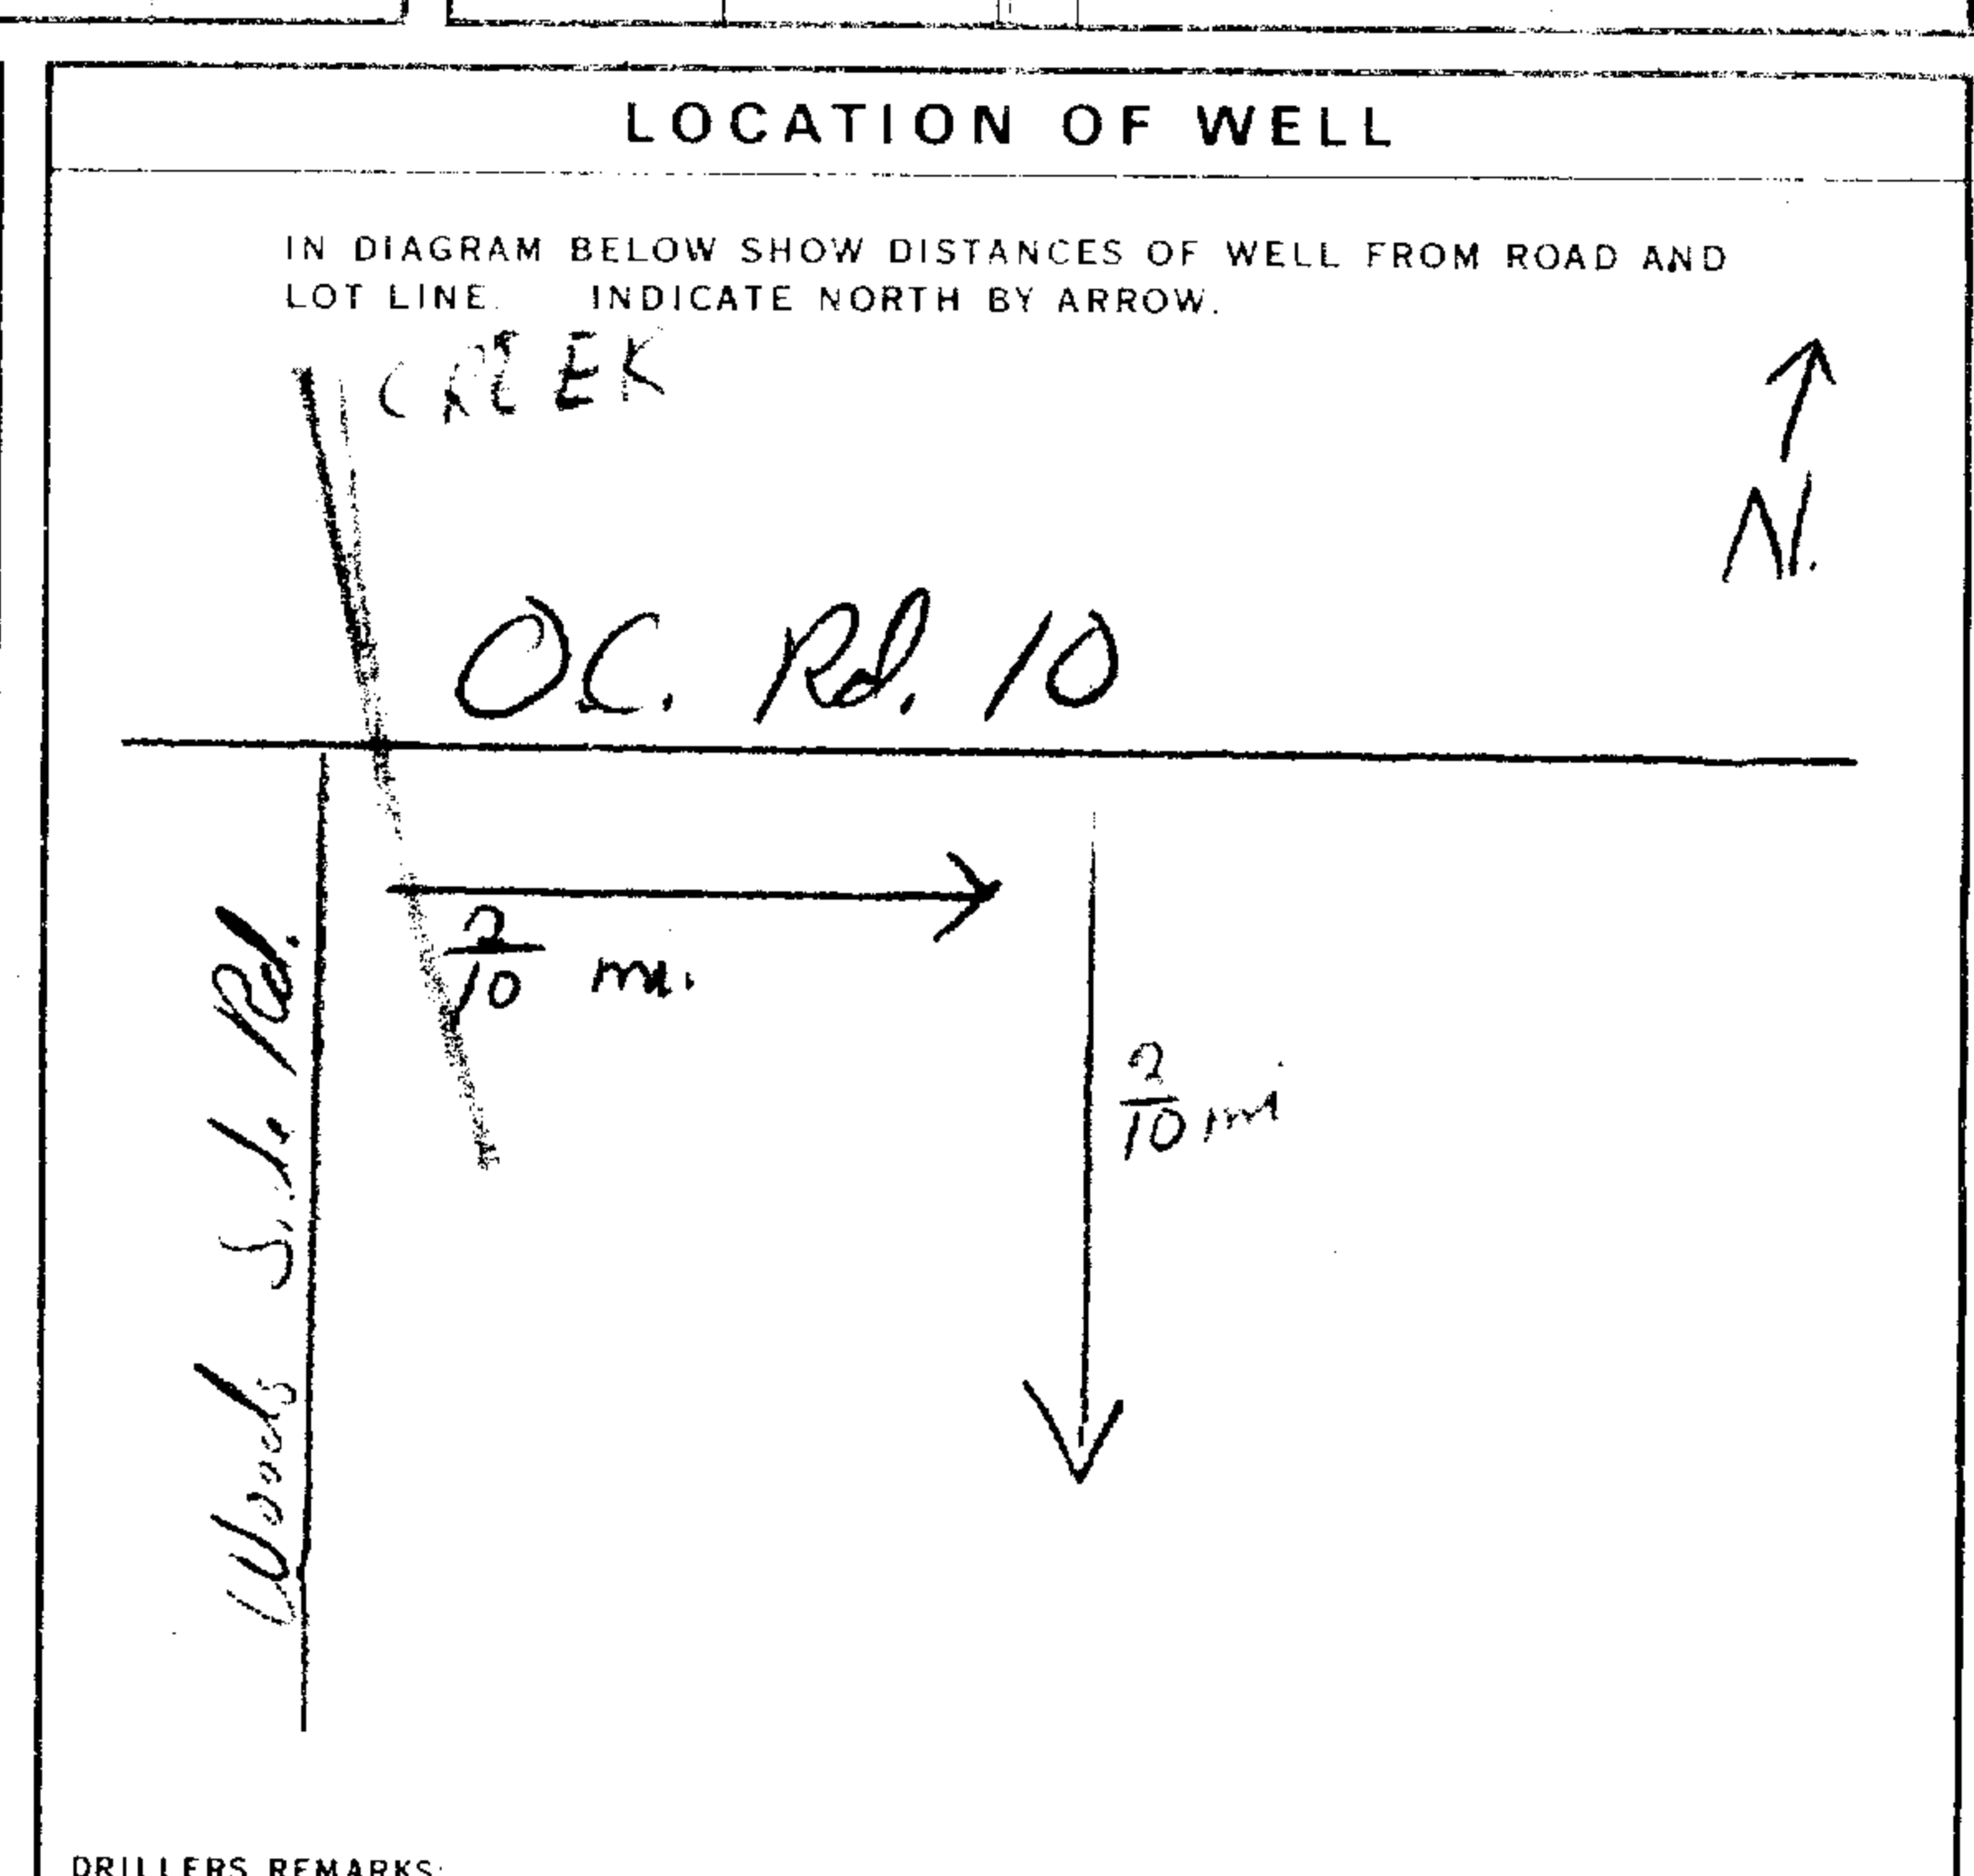 LOCATION OF WELL
IN DIAGRAM BELOW SHOW DISTANCES OF WELL FROM ROAD AND
LOT LINE. INDICATE NORTH BY ARROW.
CREEK
N.
O.C. Rd. 10
2/10 mi.
2/10 mi
Woods S. I. Rd.
DRILLERS REMARKS: